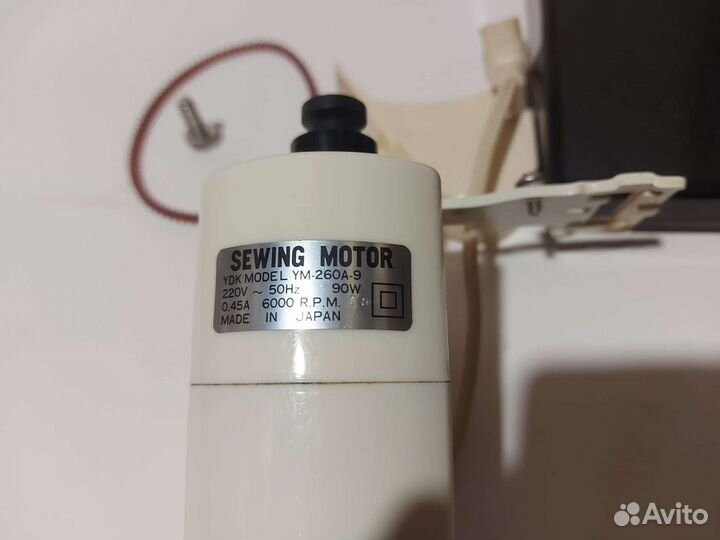 SEWING MOTOR
YDK MODEL YM-260A-9
220V ~ 50Hz 90W
0,45A 6000 R.P.M.
MADE IN JAPAN
Avito